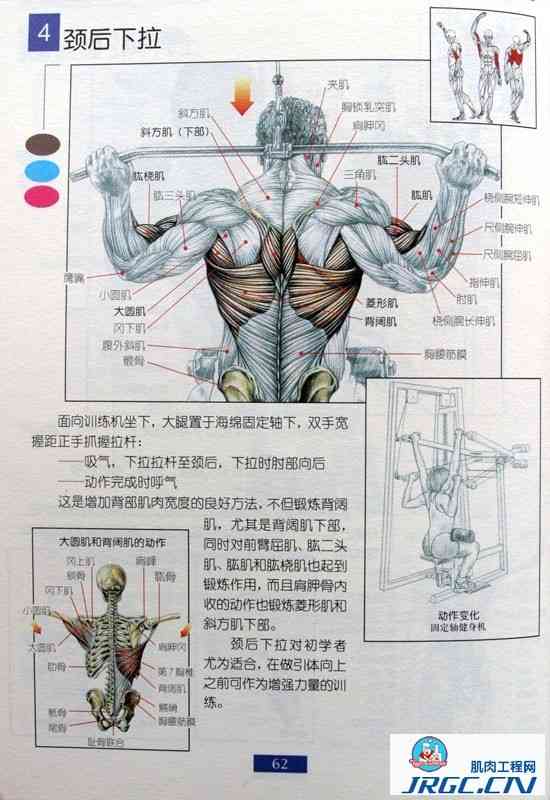 4
颈后下拉
夹肌
胸锁乳突肌
肩胛冈
斜方肌
斜方肌（下部）
肱二头肌
三角肌
肱肌
肱桡肌
肱三头肌
桡侧腕短伸肌
尺侧腕伸肌
尺侧腕屈肌
指伸肌
肘肌
桡侧腕长伸肌
鹰嘴
小圆肌
大圆肌
冈下肌
腹外斜肌
髋骨
菱形肌
背阔肌
胸腰筋膜
面向训练机坐下，大腿置于海绵固定轴下，双手宽
握距正手抓握拉杆：
——吸气，下拉拉杆至颈后，下拉时肘部向后
——动作完成时呼气
这是增加背部肌肉宽度的良好方法，不但锻炼背阔
肌，尤其是背阔肌下部，
同时对前臂屈肌、肱二头
肌、肱肌和肱桡肌也起到
锻炼作用，而且肩胛骨内
收的动作也锻炼菱形肌和
斜方肌下部。
颈后下拉对初学者
尤为适合，在做引体向上
之前可作为增强力量的训
练。
大圆肌和背阔肌的动作
冈上肌
肩峰
锁骨
肱骨
冈下肌
小圆肌
大圆肌
肩胛冈
肋骨
第7胸椎
背阔肌
髂嵴
骶骨
胸腰筋膜
尾骨
耻骨联合
动作变化
固定轴健身机
62
肌肉工程网
JRGC.CN